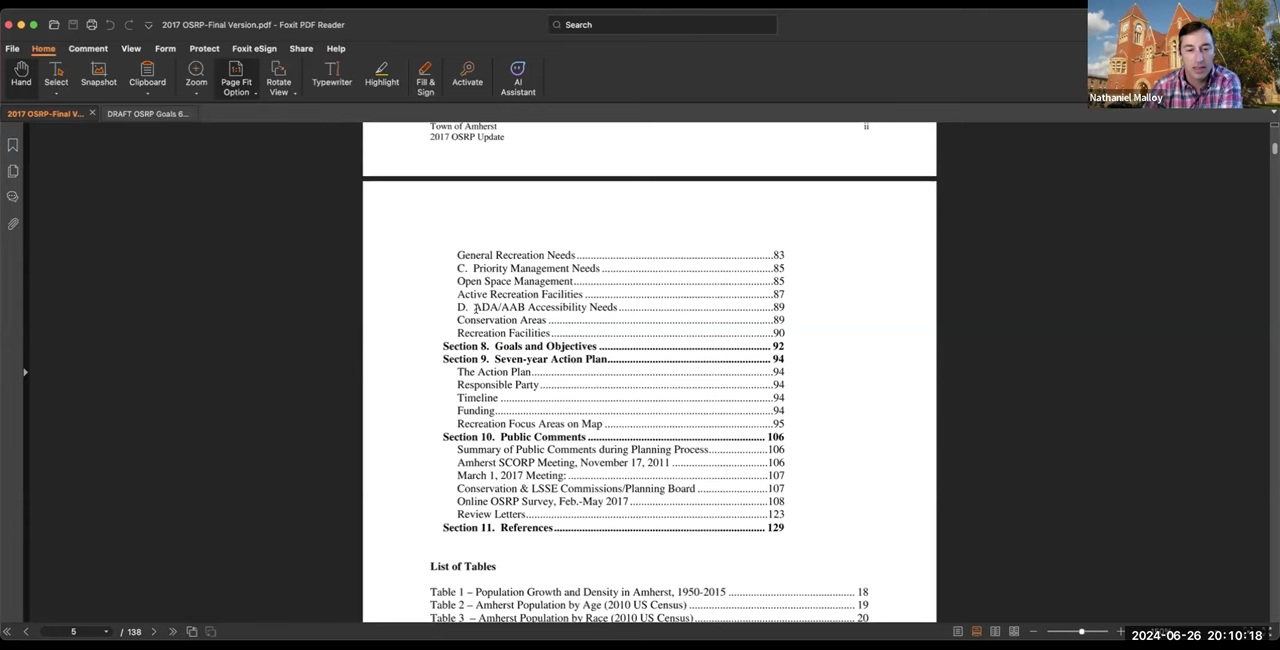 2017 OSRP-Final Version.pdf - Foxit PDF Reader
Search
File Home Comment View Form Protect Foxit eSign Share Help
Hand Select Snapshot Clipboard Zoom Page Fit Option Rotate View Typewriter Highlight Fill & Sign Activate AI Assistant
Nathaniel Malloy
2017 OSRP-Final V... DRAFT OSRP Goals 6...
Town of Amherst ii
2017 OSRP Update
General Recreation Needs 83
C. Priority Management Needs 85
Open Space Management 85
Active Recreation Facilities 87
D. ADA/AAB Accessibility Needs 89
Conservation Areas 89
Recreation Facilities 90
Section 8. Goals and Objectives 92
Section 9. Seven-year Action Plan 94
The Action Plan 94
Responsible Party 94
Timeline 94
Funding 94
Recreation Focus Areas on Map 95
Section 10. Public Comments 106
Summary of Public Comments during Planning Process 106
Amherst SCORP Meeting, November 17, 2011 106
March 1, 2017 Meeting: 107
Conservation & LSSE Commissions/Planning Board 107
Online OSRP Survey, Feb.-May 2017 108
Review Letters 123
Section 11. References 129
List of Tables
Table 1 – Population Growth and Density in Amherst, 1950-2015 18
Table 2 – Amherst Population by Age (2010 US Census) 19
Table 3 – Amherst Population by Race (2010 US Census) 20
5 / 138
2024-06-26 20:10:18